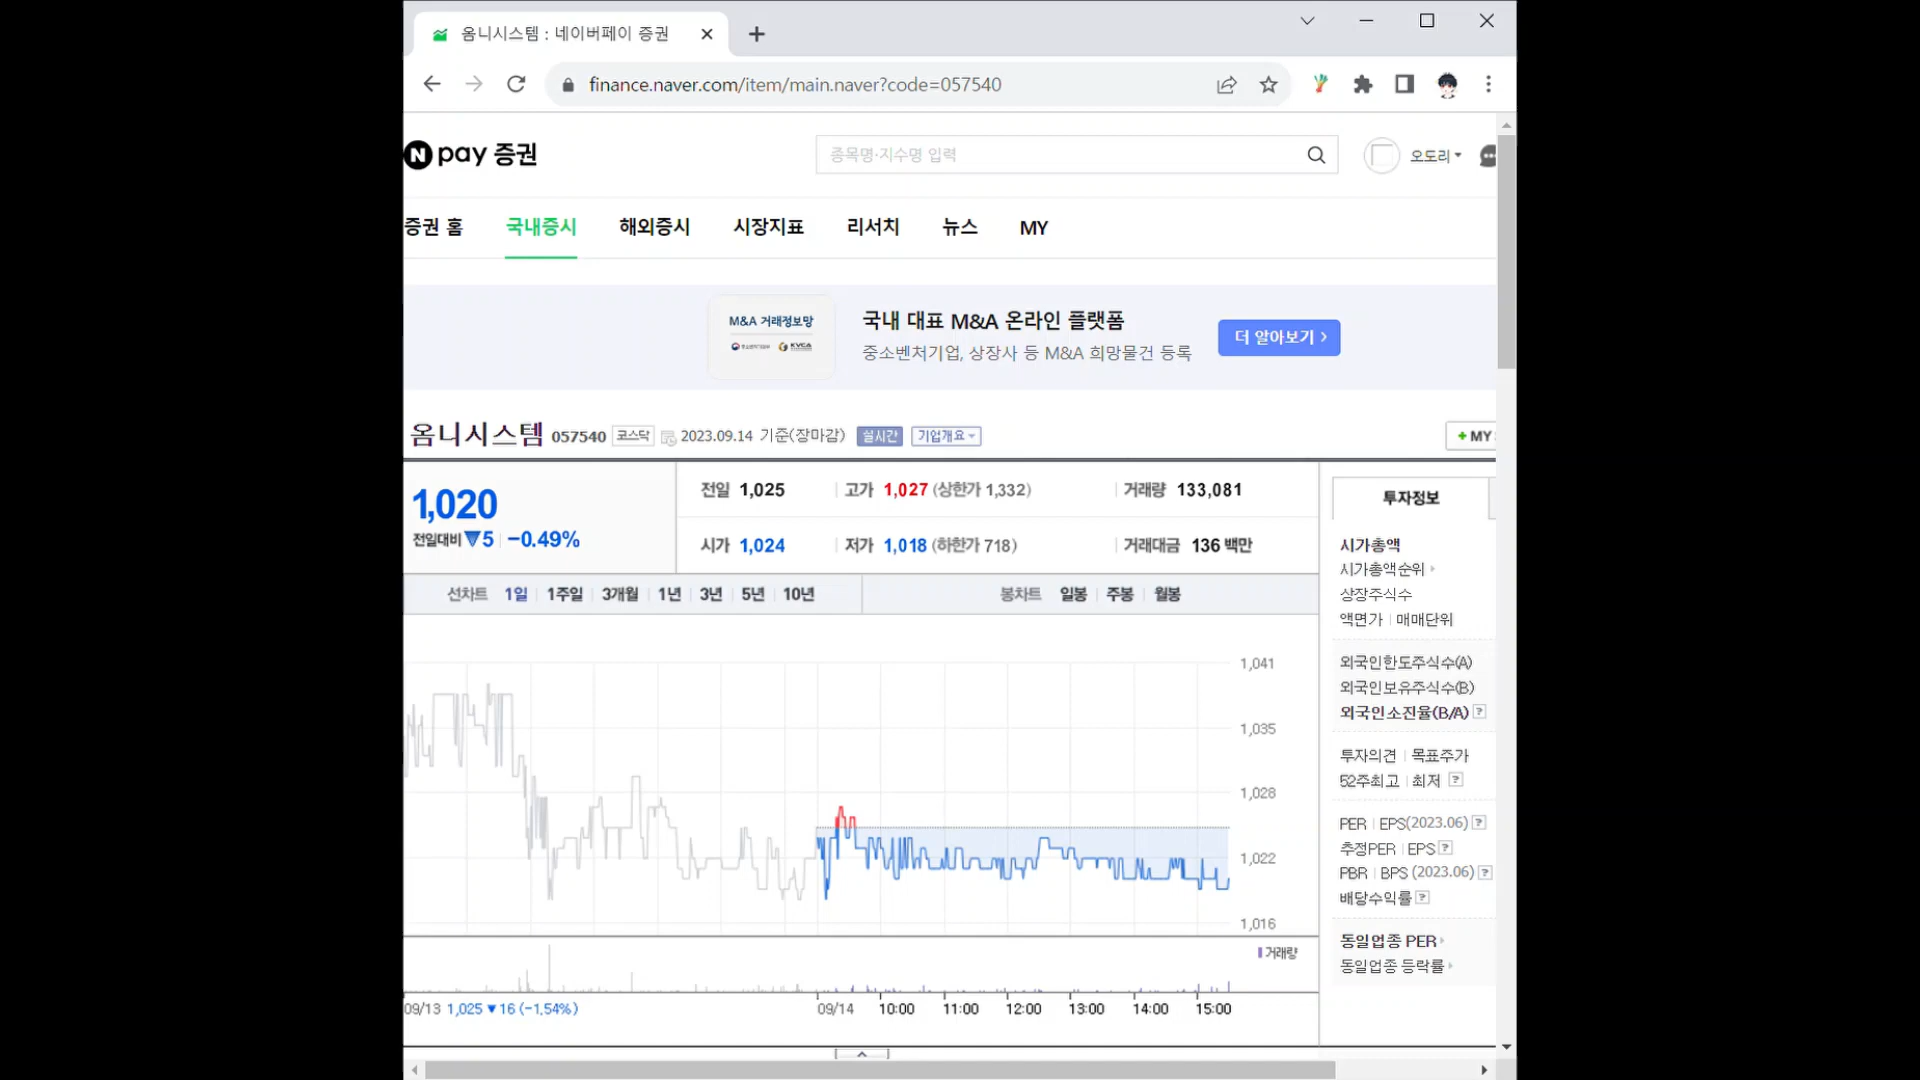 옴니시스템 : 네이버페이 증권
finance.naver.com/item/main.naver?code=057540
N pay 증권
종목명·지수명 입력
오도리
증권 홈 국내증시 해외증시 시장지표 리서치 뉴스 MY
M&A 거래정보망
KVCA
국내 대표 M&A 온라인 플랫폼
중소벤처기업, 상장사 등 M&A 희망물건 등록
더 알아보기
옴니시스템 057540 코스닥 2023.09.14 기준(장마감) 실시간 기업개요
+ MY
1,020
전일대비 ▼5 -0.49%
전일 1,025 고가 1,027 (상한가 1,332) 거래량 133,081
시가 1,024 저가 1,018 (하한가 718) 거래대금 136 백만
선차트 1일 1주일 3개월 1년 3년 5년 10년 봉차트 일봉 주봉 월봉
1,041
1,035
1,028
1,022
1,016
거래량
09/13 1,025 ▼16 (-1.54%) 09/14 10:00 11:00 12:00 13:00 14:00 15:00
투자정보
시가총액
시가총액순위
상장주식수
액면가 매매단위
외국인한도주식수(A)
외국인보유주식수(B)
외국인소진율(B/A) ?
투자의견 목표주가
52주최고 최저 ?
PER EPS(2023.06) ?
추정PER EPS ?
PBR BPS (2023.06) ?
배당수익률 ?
동일업종 PER
동일업종 등락률